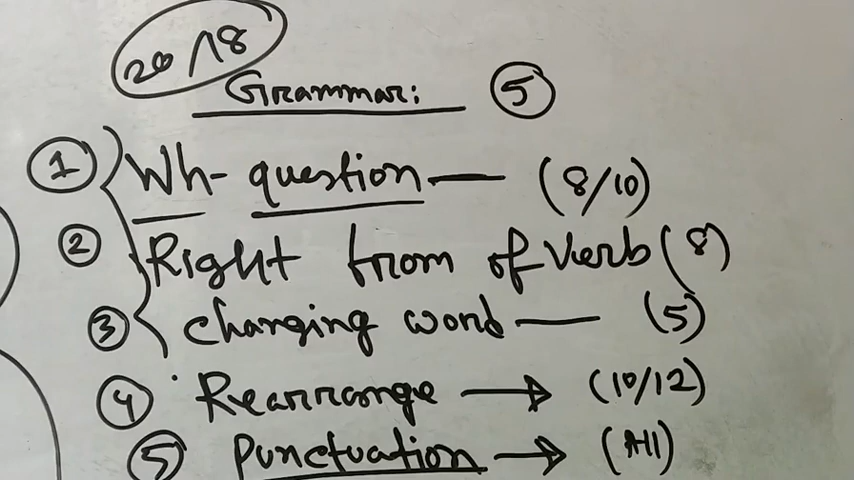 2018
Grammar: 5
1 Wh- question — (8/10)
2 Right from of Verb (8)
3 changing word — (5)
4 Rearrange → (10/12)
5 Punctuation → (All)